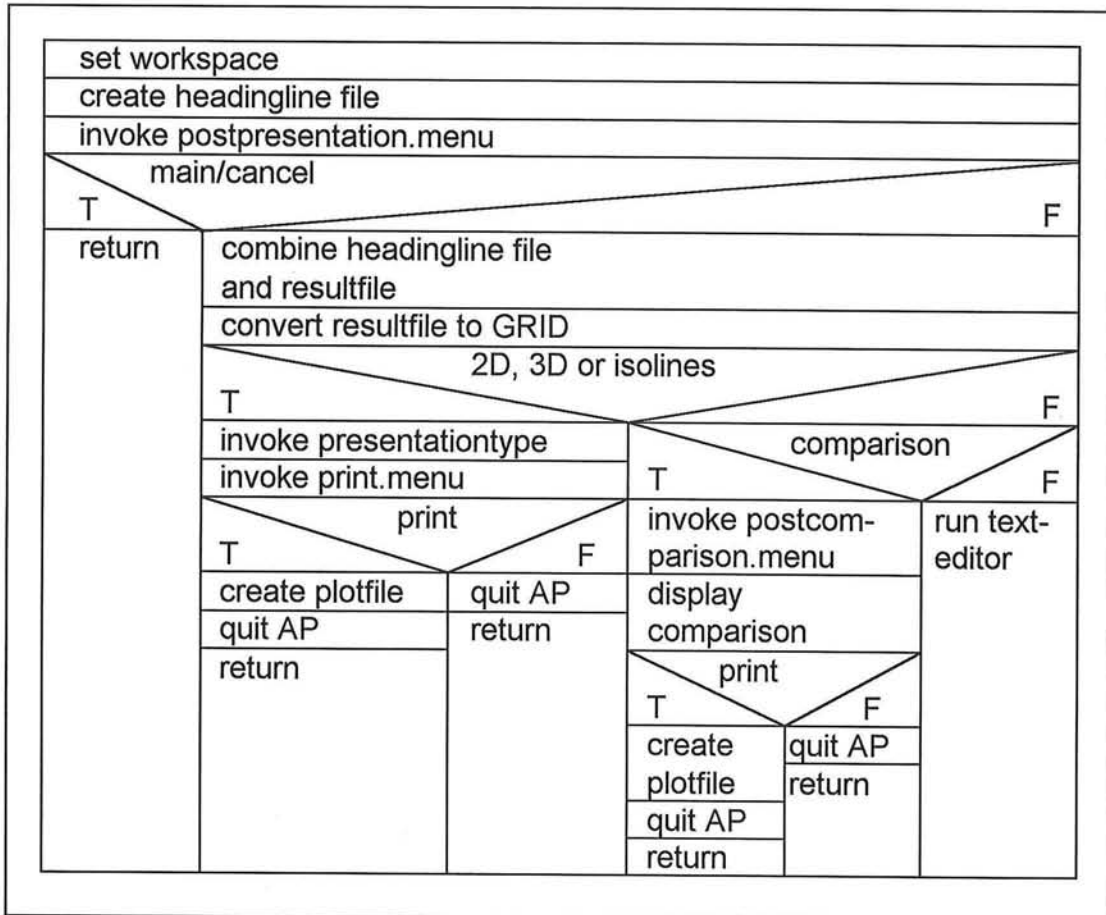 set workspace
create headingline file
invoke postpresentation.menu
main/cancel
T
F
return
combine headingline file
and resultfile
convert resultfile to GRID
2D, 3D or isolines
T
F
invoke presentationtype
invoke print.menu
print
T
F
create plotfile
quit AP
return
quit AP
return
comparison
T
F
invoke postcom-
parison.menu
display
comparison
print
T
F
create
plotfile
quit AP
return
quit AP
return
run text-
editor